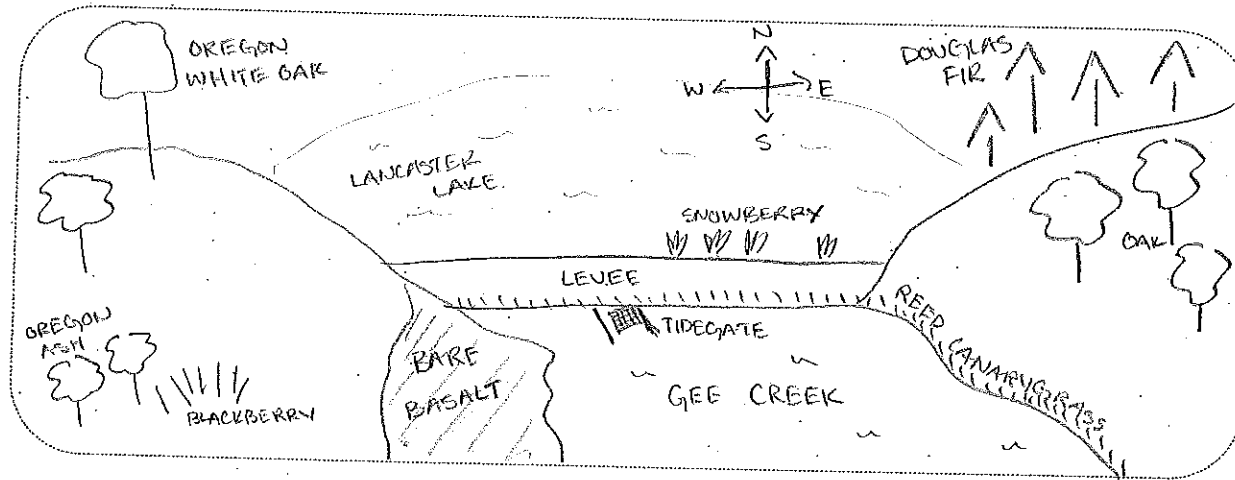 OREGON
WHITE OAK
N
W
E
S
DOUGLAS
FIR
LANCASTER
LAKE
SNOWBERRY
OAK
LEVEE
TIDEGATE
REED CANARYGRASS
OREGON
ASH
BLACKBERRY
BARE
BASALT
GEE CREEK